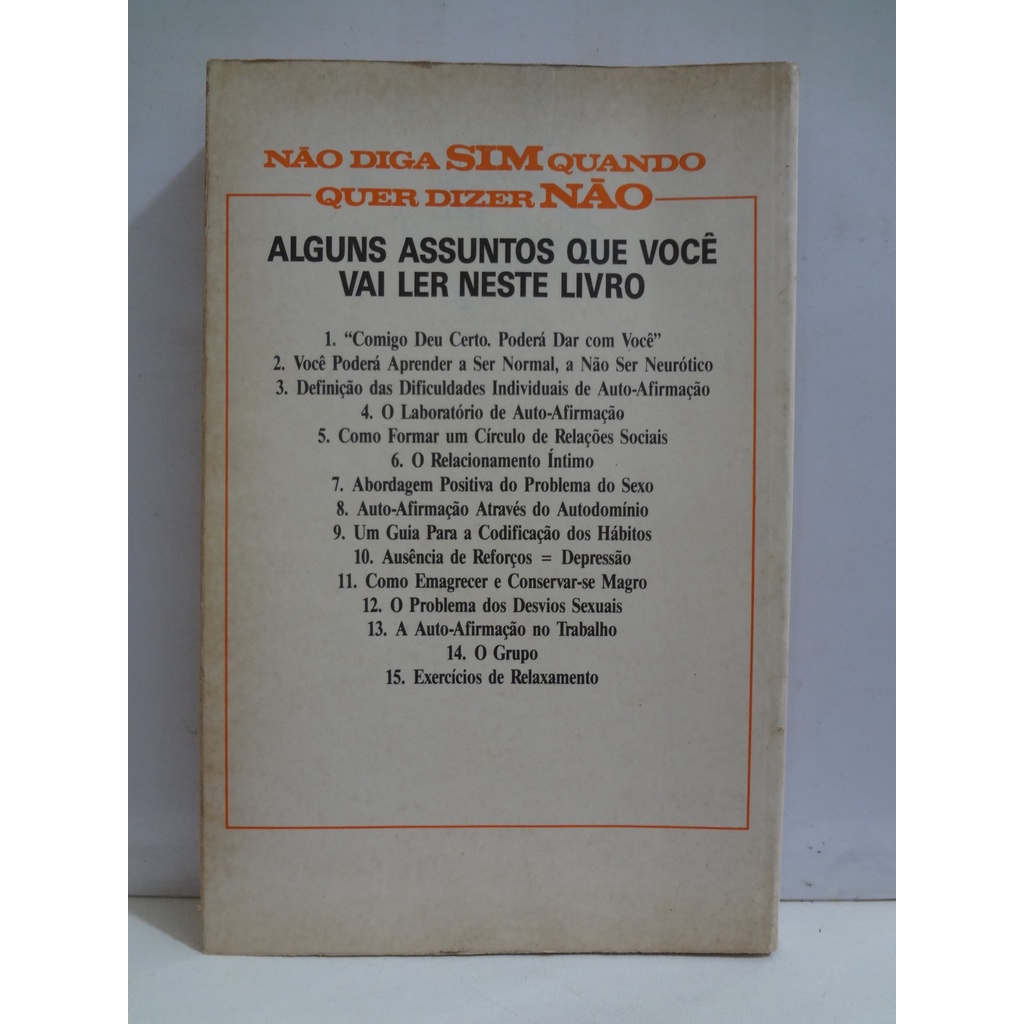 NÃO DIGA SIM QUANDO
QUER DIZER NÃO
ALGUNS ASSUNTOS QUE VOCÊ
VAI LER NESTE LIVRO
1. “Comigo Deu Certo. Poderá Dar com Você”
2. Você Poderá Aprender a Ser Normal, a Não Ser Neurótico
3. Definição das Dificuldades Individuais de Auto-Afirmação
4. O Laboratório de Auto-Afirmação
5. Como Formar um Círculo de Relações Sociais
6. O Relacionamento Íntimo
7. Abordagem Positiva do Problema do Sexo
8. Auto-Afirmação Através do Autodomínio
9. Um Guia Para a Codificação dos Hábitos
10. Ausência de Reforços = Depressão
11. Como Emagrecer e Conservar-se Magro
12. O Problema dos Desvios Sexuais
13. A Auto-Afirmação no Trabalho
14. O Grupo
15. Exercícios de Relaxamento